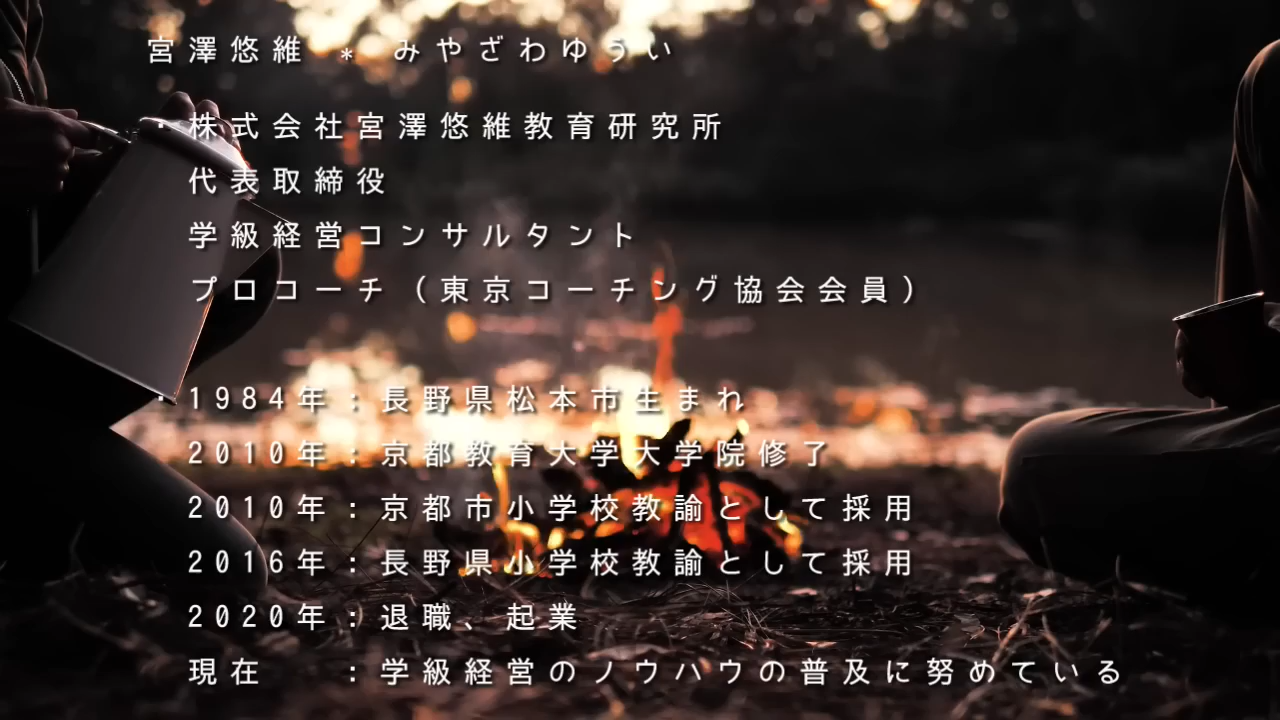 宮澤悠維 * みやざわゆうい
・株式会社宮澤悠維教育研究所
代表取締役
学級経営コンサルタント
プロコーチ（東京コーチング協会会員）
・1984年：長野県松本市生まれ
2010年：京都教育大学大学院修了
2010年：京都市小学校教諭として採用
2016年：長野県小学校教諭として採用
2020年：退職、起業
現在　　：学級経営のノウハウの普及に努めている